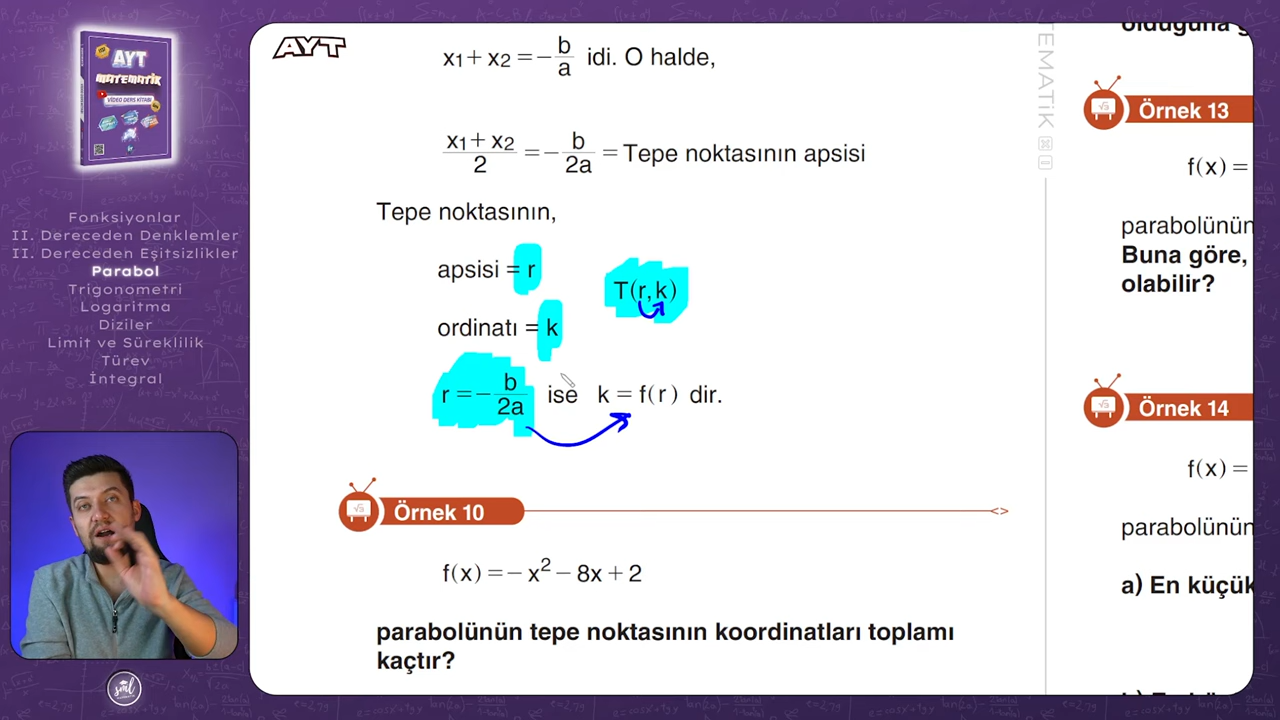 AYT
MATEMATİK
VİDEO DERS KİTABI
Fonksiyonlar
II. Dereceden Denklemler
II. Dereceden Eşitsizlikler
Parabol
Trigonometri
Logaritma
Diziler
Limit ve Süreklilik
Türev
İntegral
sml
AYT
x₁ + x₂ = - b/a idi. O halde,
(x₁ + x₂)/2 = - b/2a = Tepe noktasının apsisi
Tepe noktasının,
apsisi = r
T(r, k)
ordinatı = k
r = - b/2a ise k = f(r) dir.
Örnek 10
f(x) = - x² - 8x + 2
parabolünün tepe noktasının koordinatları toplamı
kaçtır?
TEMATİK
olduğuna g
Örnek 13
f(x) =
parabolünün
Buna göre,
olabilir?
Örnek 14
f(x) =
parabolünün
a) En küçük